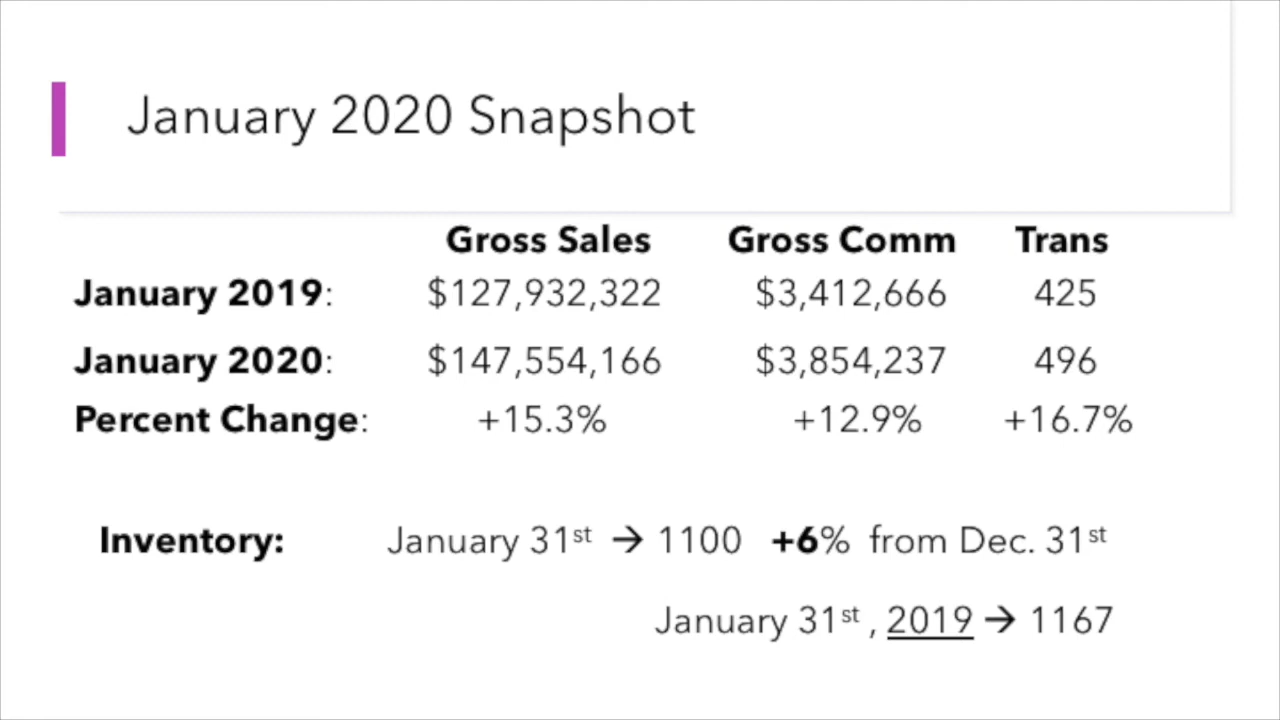 January 2020 Snapshot
Gross Sales Gross Comm Trans
January 2019: $127,932,322 $3,412,666 425
January 2020: $147,554,166 $3,854,237 496
Percent Change: +15.3% +12.9% +16.7%
Inventory: January 31st → 1100 +6% from Dec. 31st
January 31st , 2019 → 1167